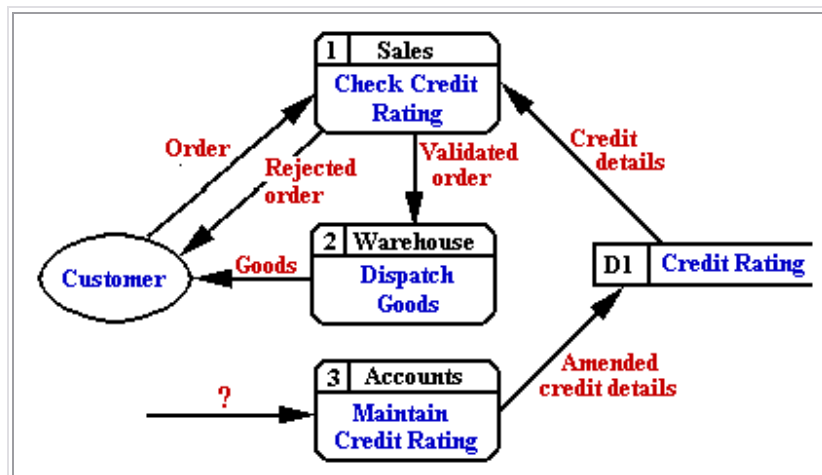 1 Sales
Check Credit
Rating
Order
Rejected
order
Validated
order
Credit
details
2 Warehouse
Dispatch
Goods
Customer
Goods
D1 Credit Rating
3 Accounts
Maintain
Credit Rating
?
Amended
credit details